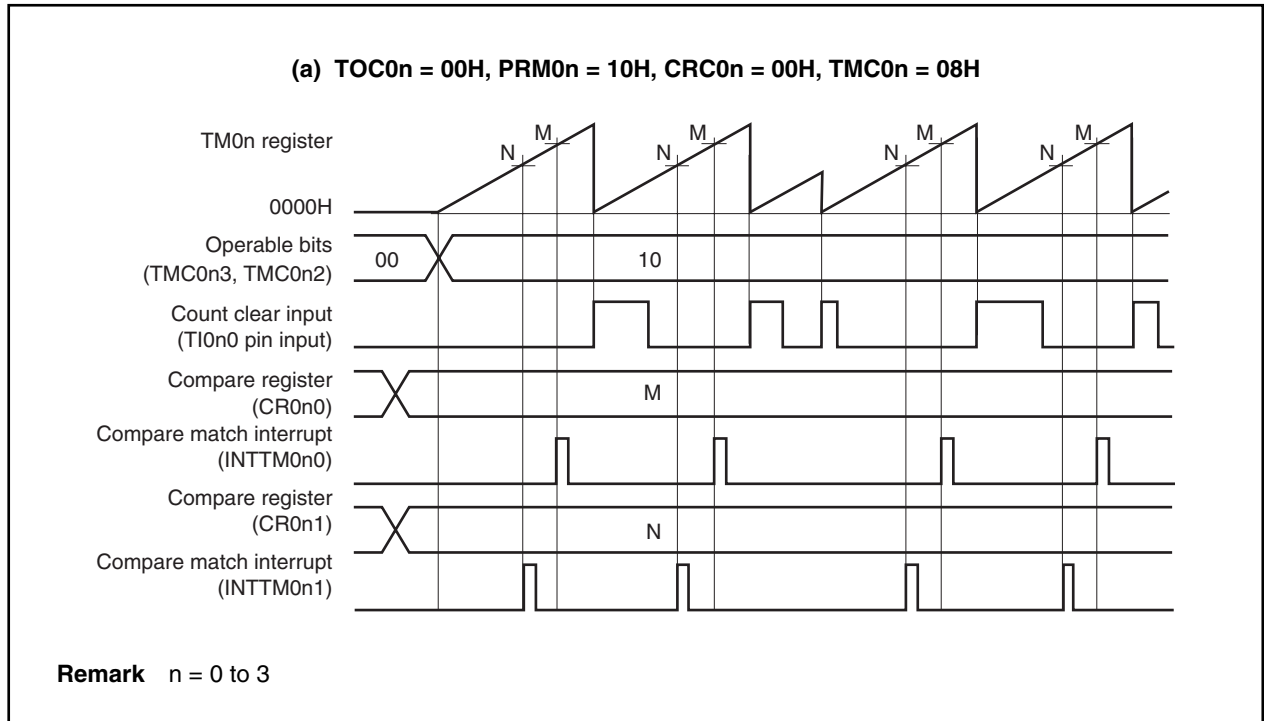 (a) TOC0n = 00H, PRM0n = 10H, CRC0n = 00H, TMC0n = 08H
TM0n register
N M N M N M N M
0000H
Operable bits
(TMC0n3, TMC0n2)
00 10
Count clear input
(TI0n0 pin input)
Compare register
(CR0n0)
M
Compare match interrupt
(INTTM0n0)
Compare register
(CR0n1)
N
Compare match interrupt
(INTTM0n1)
Remark n = 0 to 3